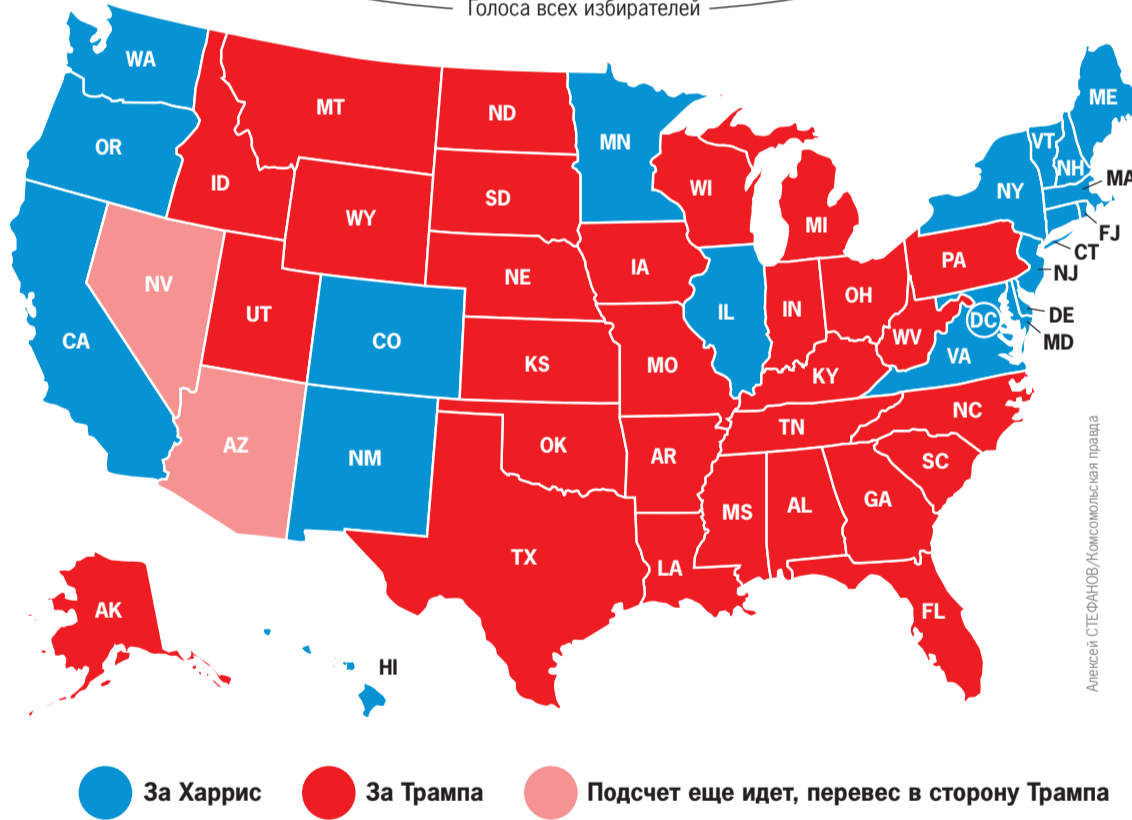 Голоса всех избирателей
WA
MT
ND
MN
ME
OR
ID
SD
WI
VT
NH
NY
MA
WY
MI
FJ
CT
NV
NE
IA
PA
NJ
UT
IL
IN
OH
DC
DE
MD
CA
CO
KS
MO
WV
VA
KY
AZ
NM
OK
AR
TN
NC
SC
MS
AL
GA
TX
LA
FL
AK
HI
Алексей СТЕФАНОВ/Комсомольская правда
За Харрис
За Трампа
Подсчет еще идет, перевес в сторону Трампа